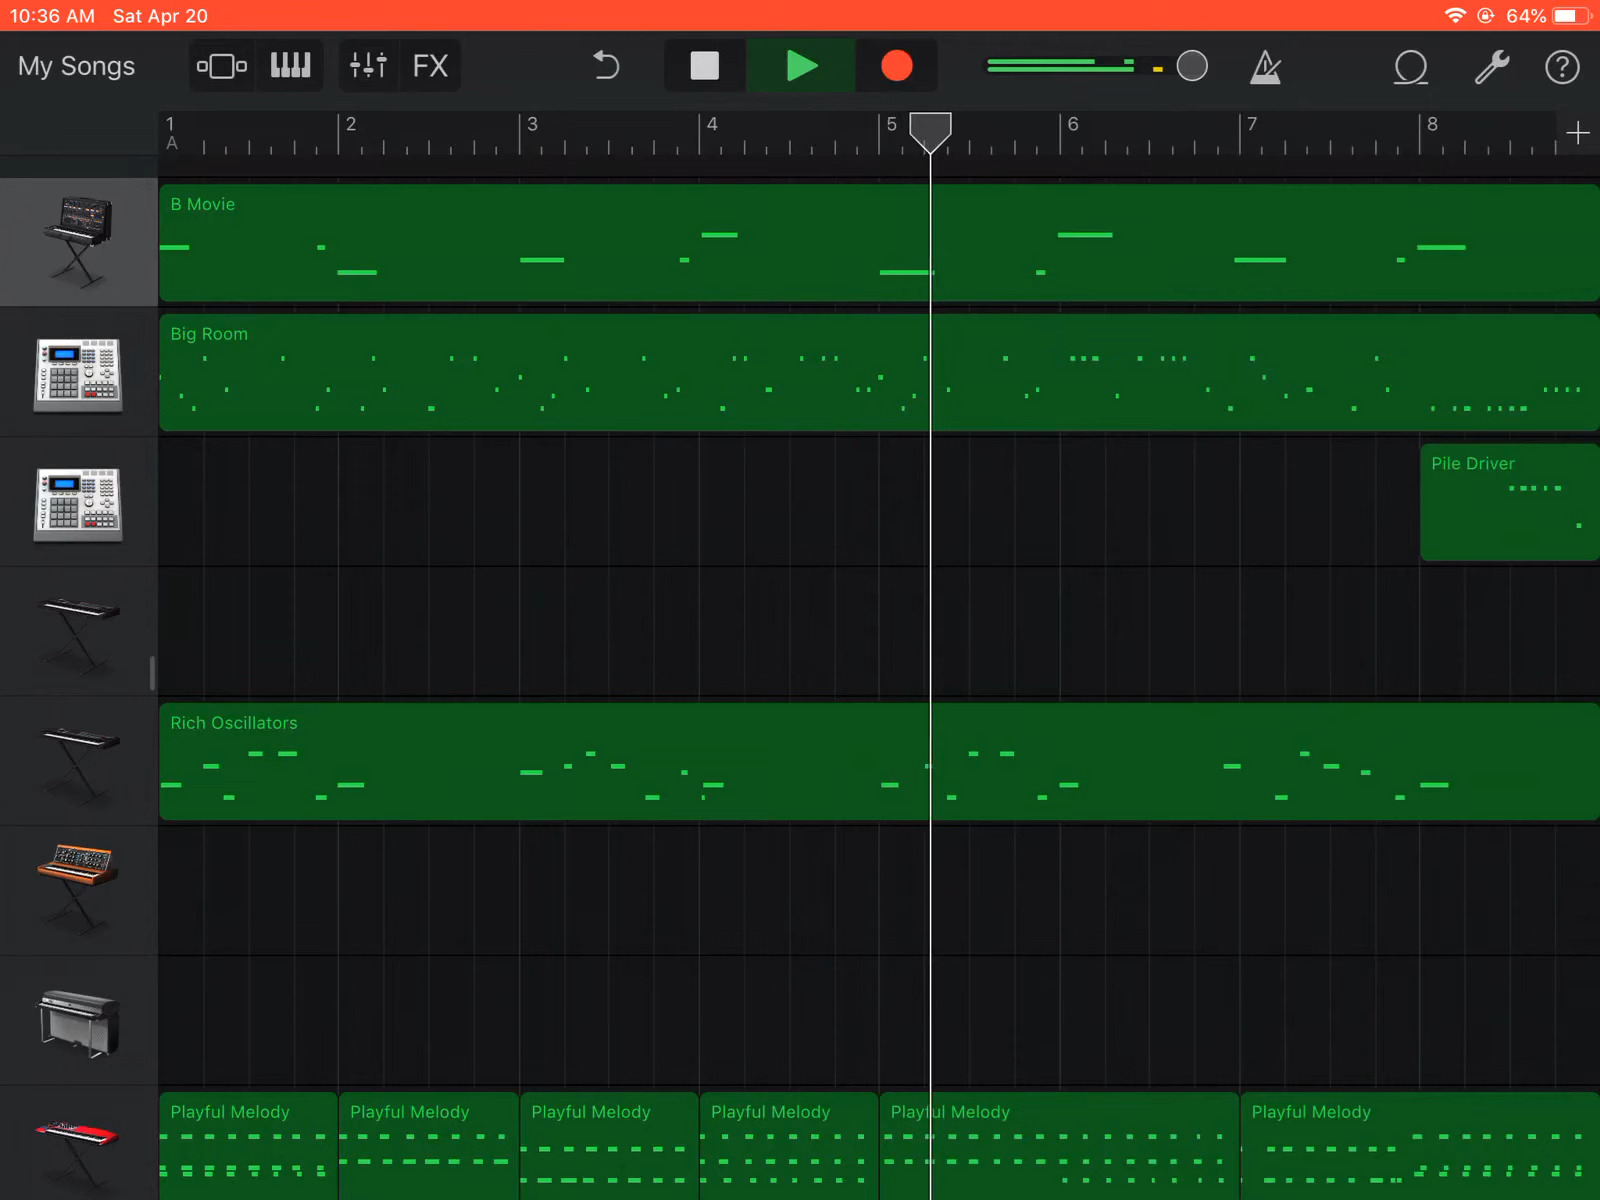 10:36 AM Sat Apr 20
64%
My Songs
FX
?
1 2 3 4 5 6 7 8
A
B Movie
Big Room
Pile Driver
Rich Oscillators
Playful Melody Playful Melody Playful Melody Playful Melody Playful Melody Playful Melody